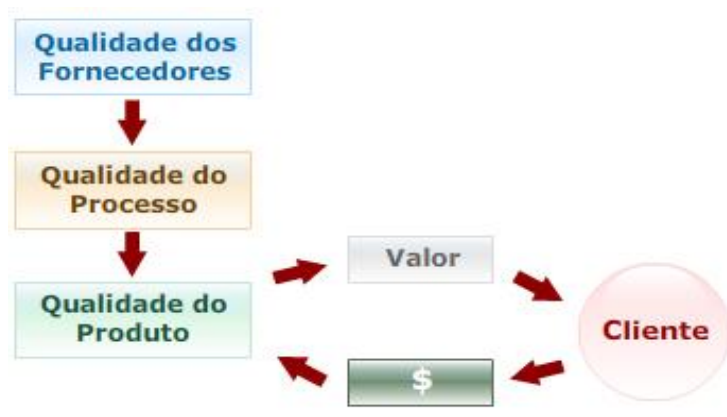 Qualidade dos
Fornecedores
Qualidade do
Processo
Qualidade do
Produto
Valor
Cliente
$